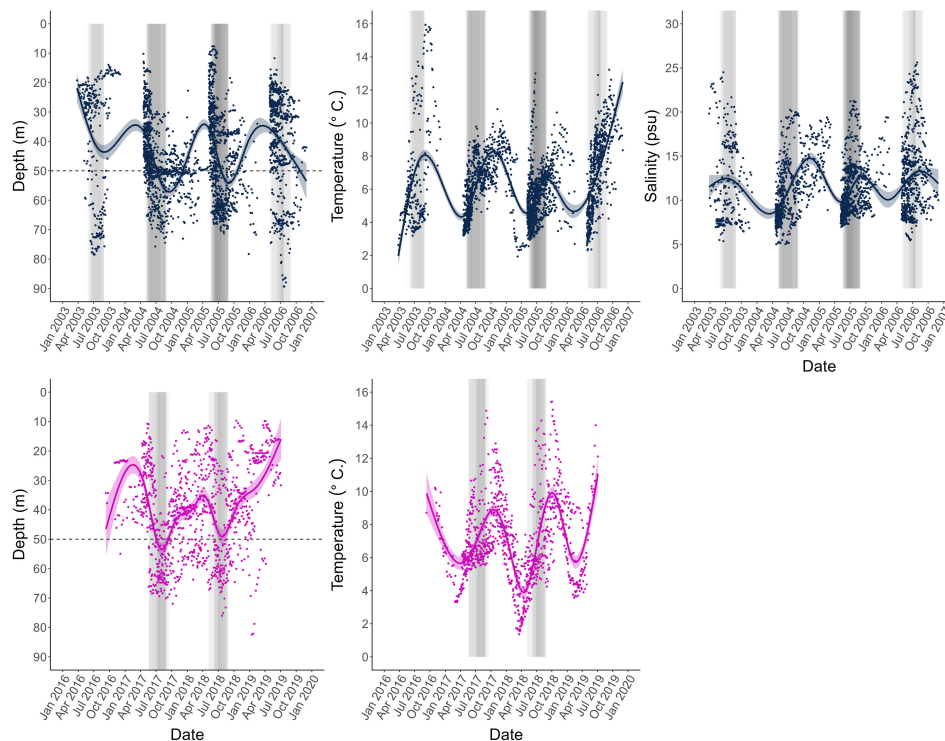 0
10
20
30
40
50
60
70
80
90
Depth (m)
Jan 2003
Apr 2003
Jul 2003
Oct 2003
Jan 2004
Apr 2004
Jul 2004
Oct 2004
Jan 2005
Apr 2005
Jul 2005
Oct 2005
Jan 2006
Apr 2006
Jul 2006
Oct 2006
Jan 2007
16
14
12
10
8
6
4
2
0
Temperature (° C.)
Jan 2003
Apr 2003
Jul 2003
Oct 2003
Jan 2004
Apr 2004
Jul 2004
Oct 2004
Jan 2005
Apr 2005
Jul 2005
Oct 2005
Jan 2006
Apr 2006
Jul 2006
Oct 2006
Jan 2007
30
25
20
15
10
5
0
Salinity (psu)
Jan 2003
Apr 2003
Jul 2003
Oct 2003
Jan 2004
Apr 2004
Jul 2004
Oct 2004
Jan 2005
Apr 2005
Jul 2005
Oct 2005
Jan 2006
Apr 2006
Jul 2006
Oct 2006
Date
0
10
20
30
40
50
60
70
80
90
Depth (m)
Jan 2016
Apr 2016
Jul 2016
Oct 2016
Jan 2017
Apr 2017
Jul 2017
Oct 2017
Jan 2018
Apr 2018
Jul 2018
Oct 2018
Jan 2019
Apr 2019
Jul 2019
Oct 2019
Jan 2020
Date
16
14
12
10
8
6
4
2
0
Temperature (° C.)
Jan 2016
Apr 2016
Jul 2016
Oct 2016
Jan 2017
Apr 2017
Jul 2017
Oct 2017
Jan 2018
Apr 2018
Jul 2018
Oct 2018
Jan 2019
Apr 2019
Jul 2019
Oct 2019
Jan 2020
Date